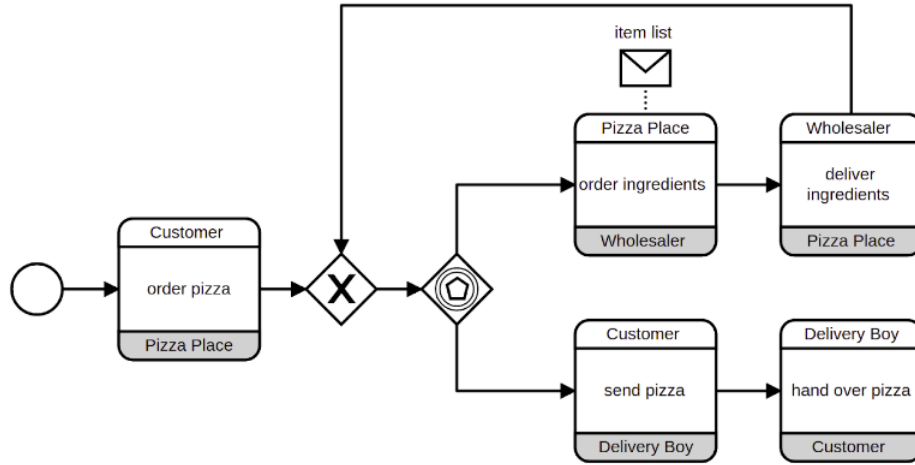 item list
Pizza Place
order ingredients
Wholesaler
Wholesaler
deliver
ingredients
Pizza Place
Customer
order pizza
Pizza Place
X
Customer
send pizza
Delivery Boy
Delivery Boy
hand over pizza
Customer